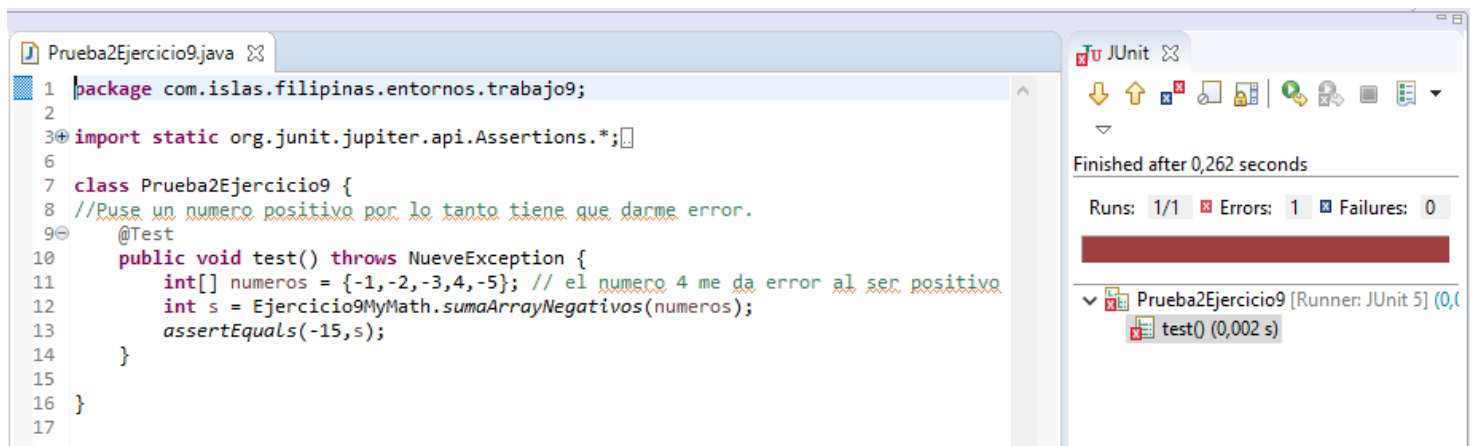 Prueba2Ejercicio9.java
1 package com.islas.filipinas.entornos.trabajo9;
2
3 import static org.junit.jupiter.api.Assertions.*;
6
7 class Prueba2Ejercicio9 {
8 //Puse un numero positivo por lo tanto tiene que darme error.
9 @Test
10 public void test() throws NueveException {
11 int[] numeros = {-1,-2,-3,4,-5}; // el numero 4 me da error al ser positivo
12 int s = Ejercicio9MyMath.sumaArrayNegativos(numeros);
13 assertEquals(-15,s);
14 }
15
16 }
17
JUnit
Finished after 0,262 seconds
Runs: 1/1 Errors: 1 Failures: 0
Prueba2Ejercicio9 [Runner: JUnit 5] (0,0
test() (0,002 s)